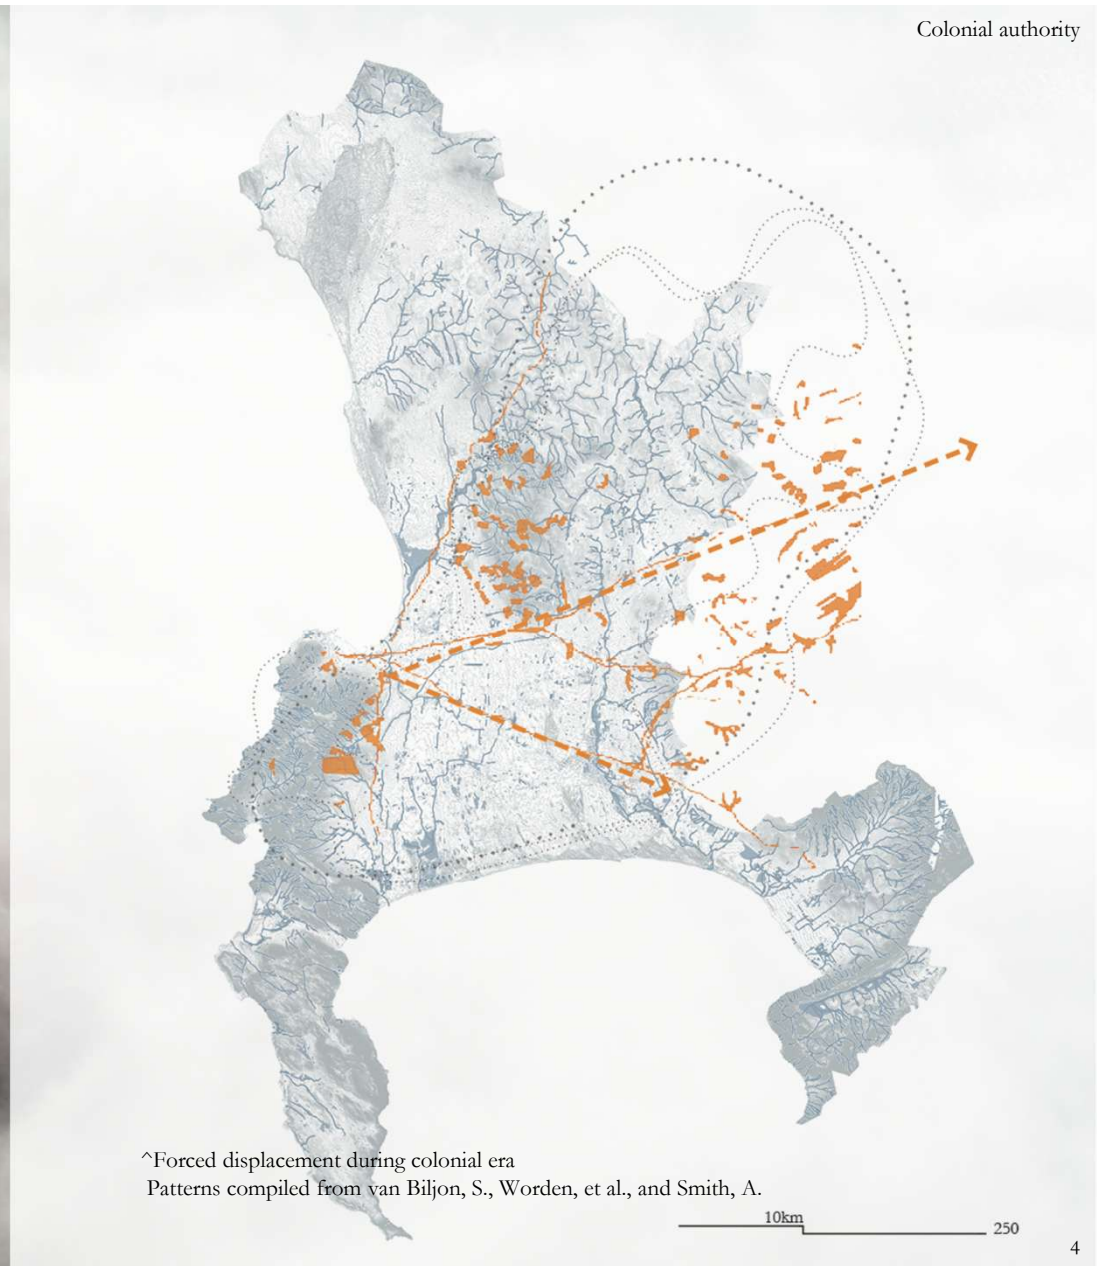 Colonial authority
^Forced displacement during colonial era
Patterns compiled from van Biljon, S., Worden, et al., and Smith, A.
10km
250
4